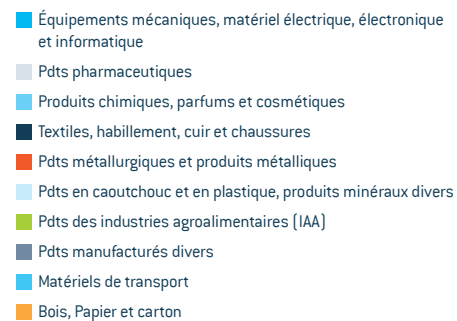 Équipements mécaniques, matériel électrique, électronique
et informatique
Pdts pharmaceutiques
Produits chimiques, parfums et cosmétiques
Textiles, habillement, cuir et chaussures
Pdts métallurgiques et produits métalliques
Pdts en caoutchouc et en plastique, produits minéraux divers
Pdts des industries agroalimentaires (IAA)
Pdts manufacturés divers
Matériels de transport
Bois, Papier et carton